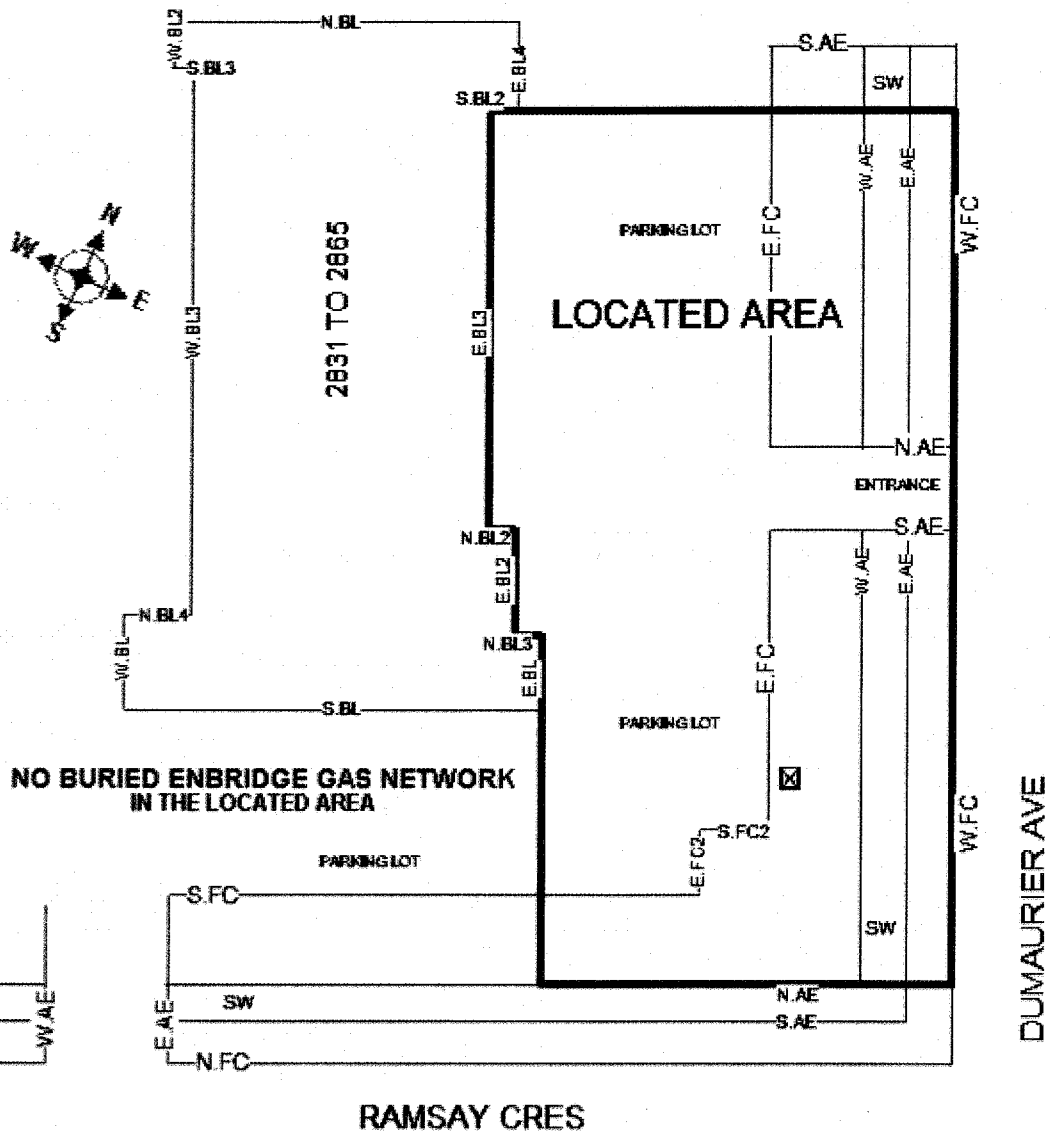 N.BL
W.BL2
S.BL3
E.BL4
S.BL2
S.AE
SW
W.AE
E.AE
N
W
E
S
PARKING LOT
E.FC
W.FC
2831 TO 2865
W.BL3
E.BL3
LOCATED AREA
N.AE
ENTRANCE
S.AE
N.BL2
E.BL2
W.AE
E.AE
N.BL4
N.BL3
W.BL
E.BL
E.FC
S.BL
PARKING LOT
NO BURIED ENBRIDGE GAS NETWORK
IN THE LOCATED AREA
S.FC2
W.FC
PARKING LOT
E.FC2
S.FC
SW
DUMAURIER AVE
W.AE
E.AE
SW
N.AE
S.AE
N.FC
RAMSAY CRES